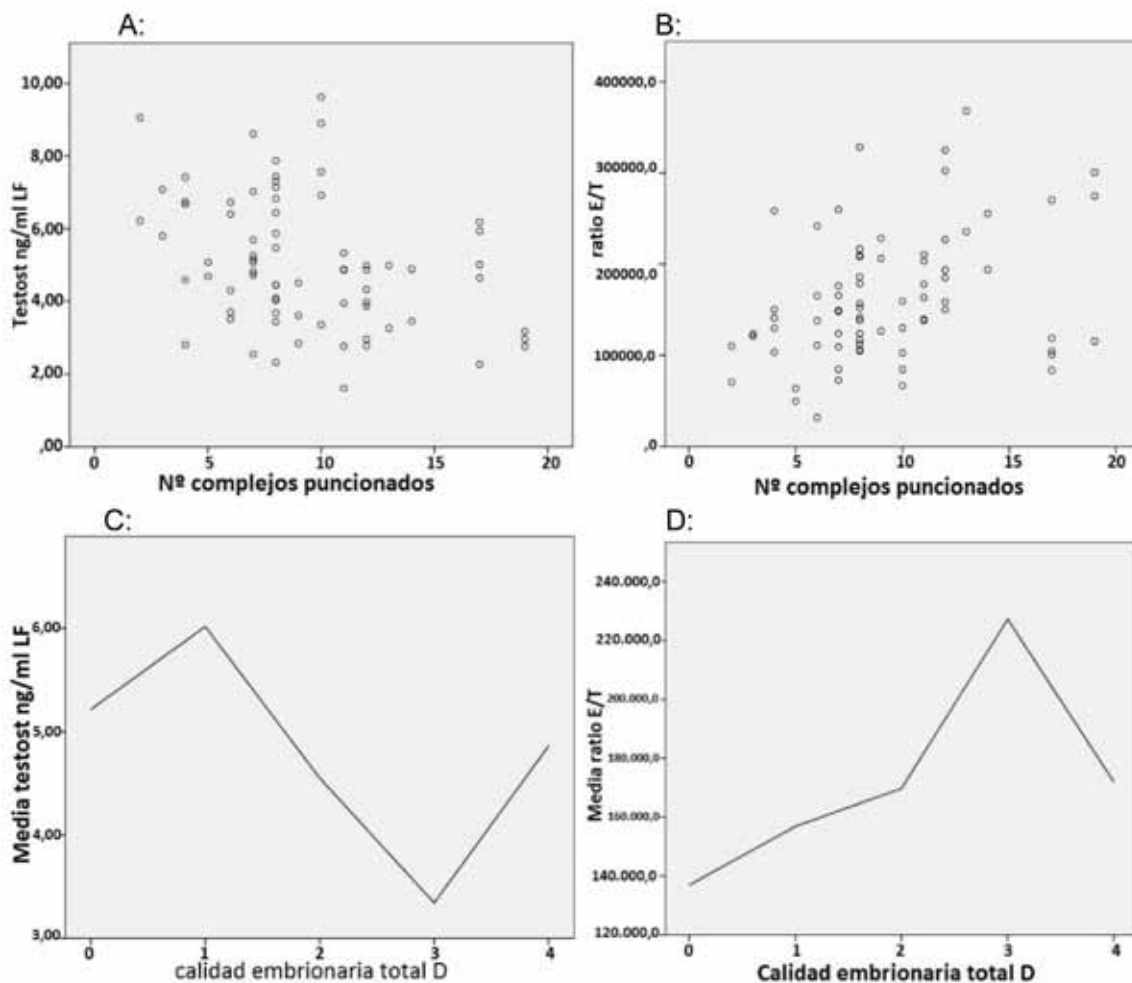 A:
Testost ng/ml LF
10,00
8,00
6,00
4,00
2,00
,00
0 5 10 15 20
Nº complejos puncionados
B:
ratio E/T
400000,0
300000,0
200000,0
100000,0
,0
0 5 10 15 20
Nº complejos puncionados
C:
Media testost ng/ml LF
6,00
5,00
4,00
3,00
0 1 2 3 4
calidad embrionaria total D
D:
Media ratio E/T
240.000,0
220.000,0
200.000,0
180.000,0
160.000,0
140.000,0
120.000,0
0 1 2 3 4
Calidad embrionaria total D